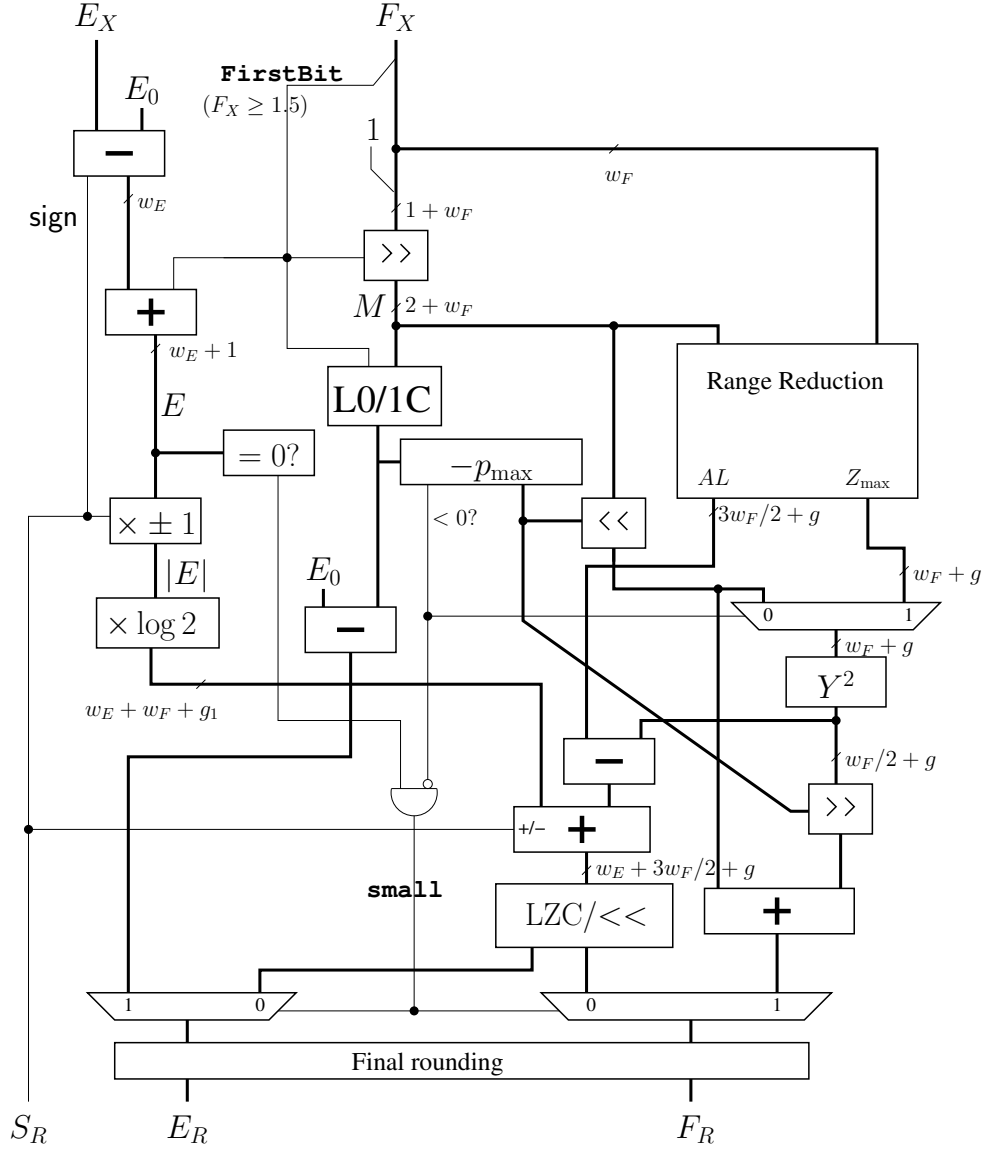 E_X
F_X
FirstBit
(F_X ≥ 1.5)
E_0
1
−
w_F
w_E
sign
1 + w_F
>>
M
2 + w_F
+
w_E + 1
Range Reduction
L0/1C
E
= 0?
−p_max
AL
Z_max
× ± 1
< 0?
<<
3w_F/2 + g
|E|
E_0
w_F + g
× log 2
−
0
1
w_F + g
Y^2
w_E + w_F + g_1
−
w_F/2 + g
>>
+/−
+
w_E + 3w_F/2 + g
small
LZC/<<
+
1
0
0
1
Final rounding
S_R
E_R
F_R